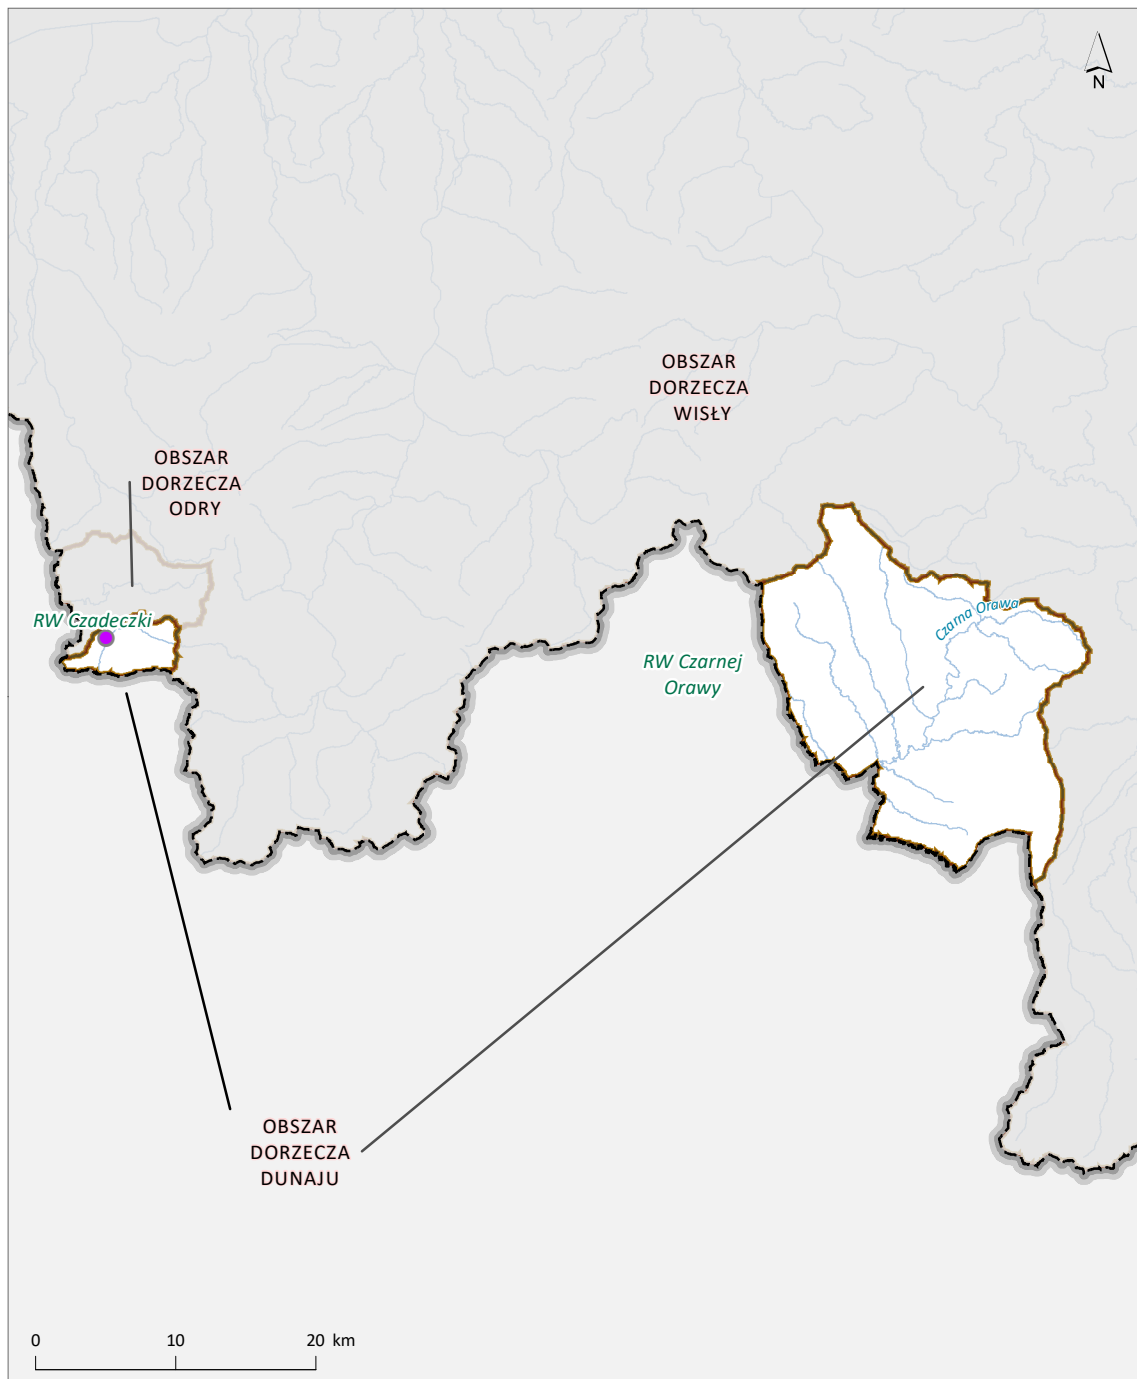 N
OBSZAR
DORZECZA
WISŁY
OBSZAR
DORZECZA
ODRY
RW Czadeczki
Czarna Orawa
RW Czarnej
Orawy
OBSZAR
DORZECZA
DUNAJU
0 10 20 km